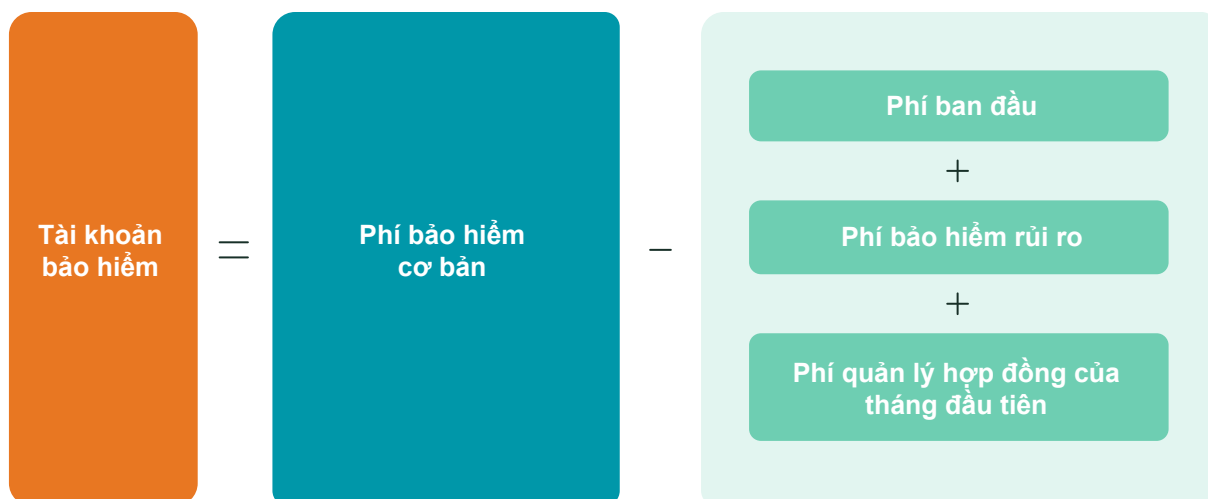 Tài khoản
bảo hiểm
=
Phí bảo hiểm
cơ bản
–
Phí ban đầu
+
Phí bảo hiểm rủi ro
+
Phí quản lý hợp đồng của
tháng đầu tiên